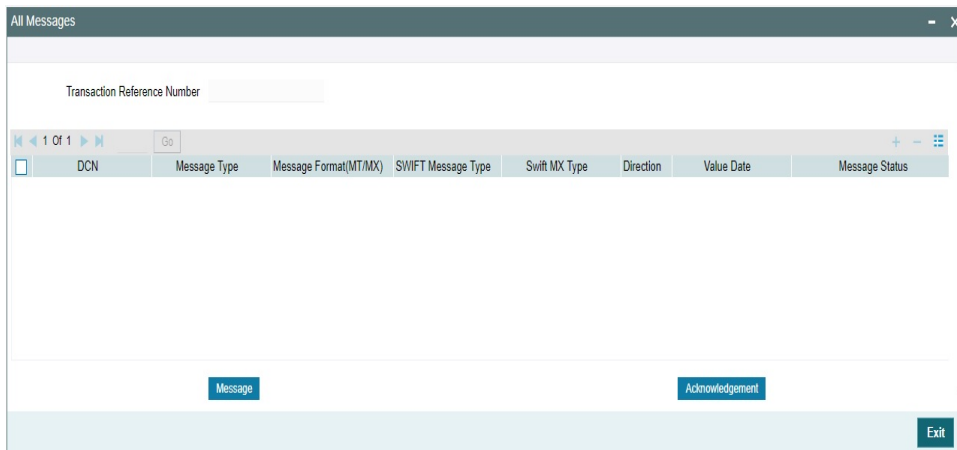 All Messages
Transaction Reference Number
1 Of 1 Go
DCN Message Type Message Format(MT/MX) SWIFT Message Type Swift MX Type Direction Value Date Message Status
Message Acknowledgement
Exit